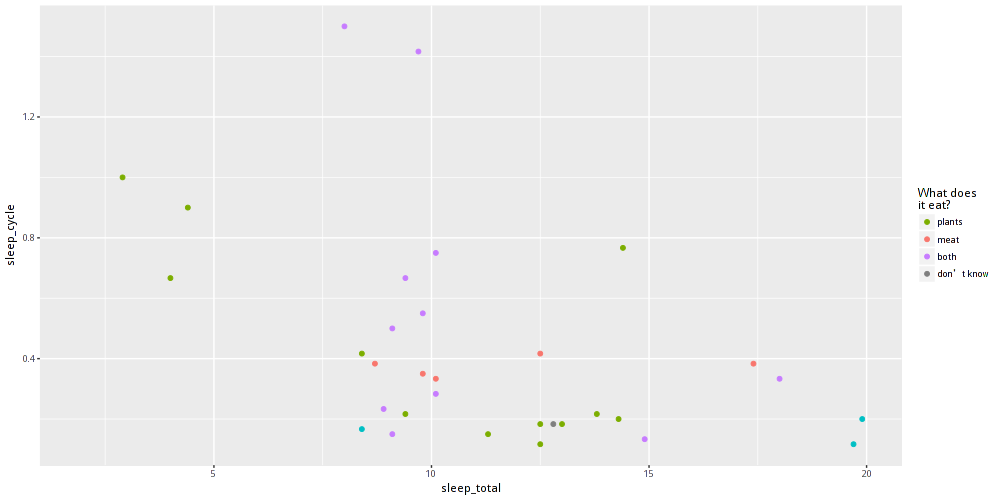 1.2
0.8
0.4
sleep_cycle
5
10
15
20
sleep_total
What does
it eat?
plants
meat
both
don’t know